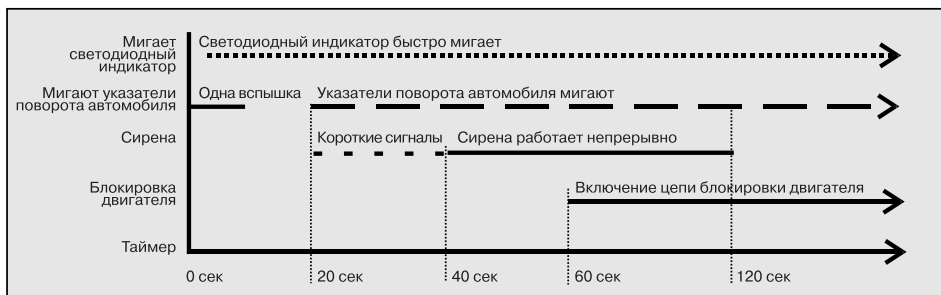 Мигает
светодиодный
индикатор
Светодиодный индикатор быстро мигает
Мигают указатели
поворота автомобиля
Одна вспышка
Указатели поворота автомобиля мигают
Сирена
Короткие сигналы
Сирена работает непрерывно
Блокировка
двигателя
Включение цепи блокировки двигателя
Таймер
0 сек
20 сек
40 сек
60 сек
120 сек